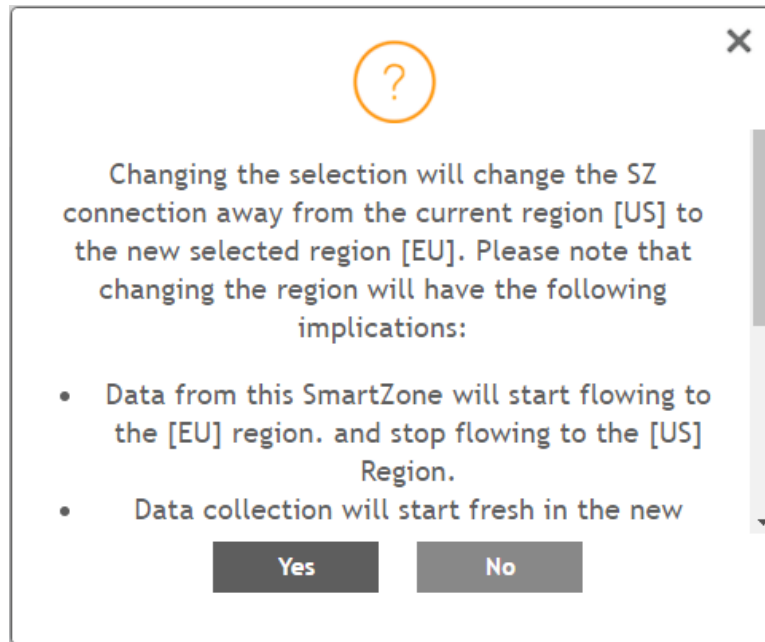 ?
Changing the selection will change the SZ
connection away from the current region [US] to
the new selected region [EU]. Please note that
changing the region will have the following
implications:
• Data from this SmartZone will start flowing to
the [EU] region. and stop flowing to the [US]
Region.
• Data collection will start fresh in the new
Yes No